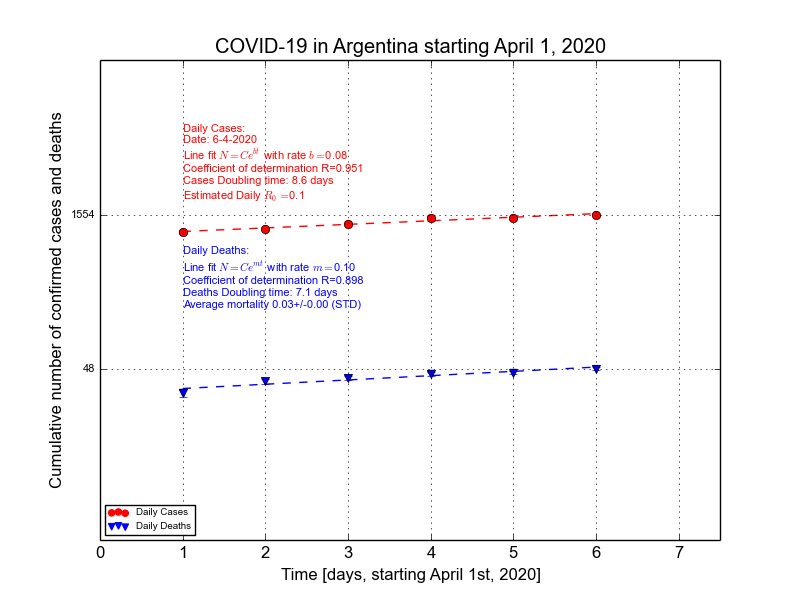 COVID-19 in Argentina starting April 1, 2020
Cumulative number of confirmed cases and deaths
Daily Cases:
Date: 6-4-2020
Line fit N = Ce^{bt} with rate b =0.08
Coefficient of determination R=0.951
Cases Doubling time: 8.6 days
Estimated Daily R_0 =0.1
1554
Daily Deaths:
Line fit N = Ce^{mt} with rate m =0.10
Coefficient of determination R=0.898
Deaths Doubling time: 7.1 days
Average mortality 0.03+/-0.00 (STD)
48
Daily Cases
Daily Deaths
0 1 2 3 4 5 6 7
Time [days, starting April 1st, 2020]